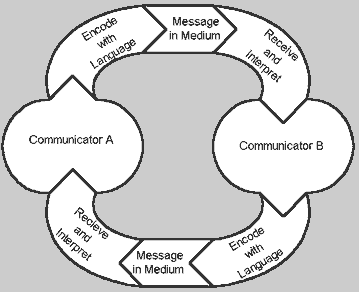 Encode
with
Language
Message
in Medium
Receive
and
Interpret
Communicator A
Communicator B
Recieve
and
Interpret
Message
in Medium
Encode
with
Language